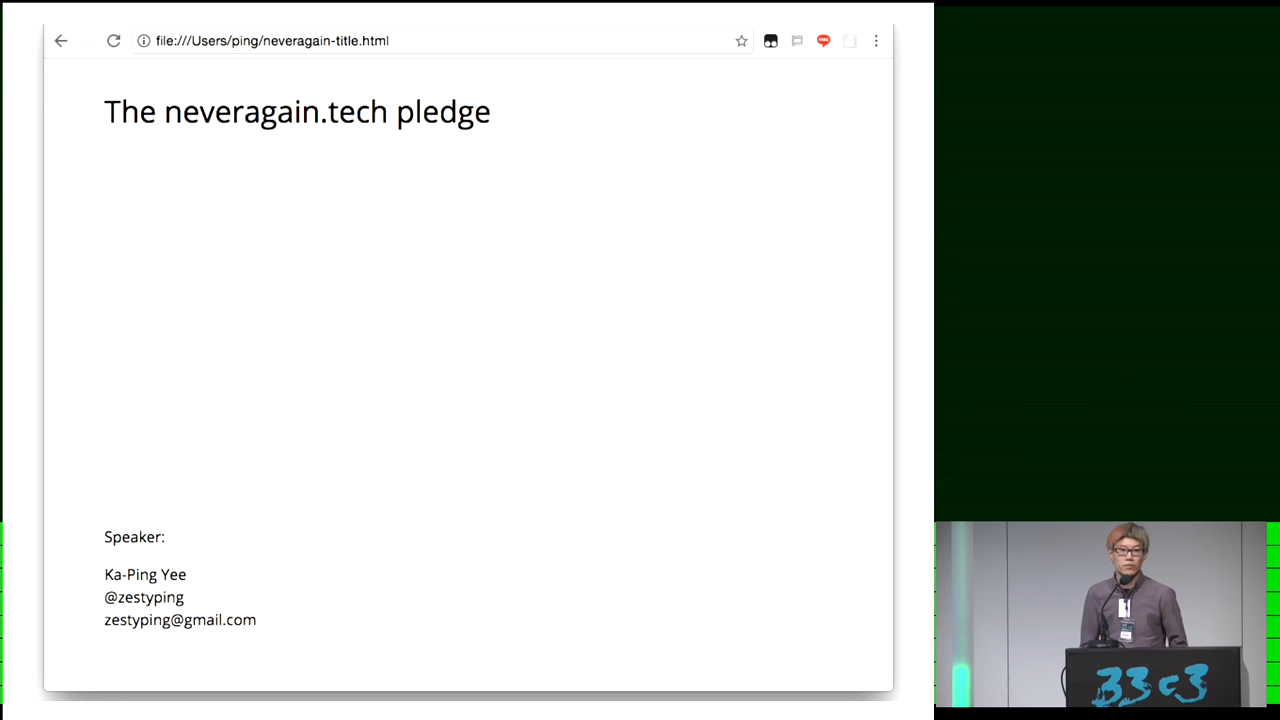 file:///Users/ping/neveragain-title.html
The neveragain.tech pledge
Speaker:
Ka-Ping Yee
@zestyping
zestyping@gmail.com
33c3